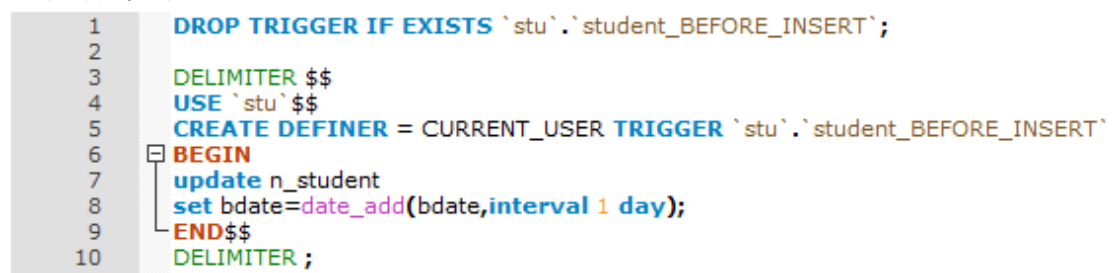 1 DROP TRIGGER IF EXISTS `stu`.`student_BEFORE_INSERT`;
2
3 DELIMITER $$
4 USE `stu`$$
5 CREATE DEFINER = CURRENT_USER TRIGGER `stu`.`student_BEFORE_INSERT`
6 BEGIN
7 update n_student
8 set bdate=date_add(bdate,interval 1 day);
9 END$$
10 DELIMITER ;